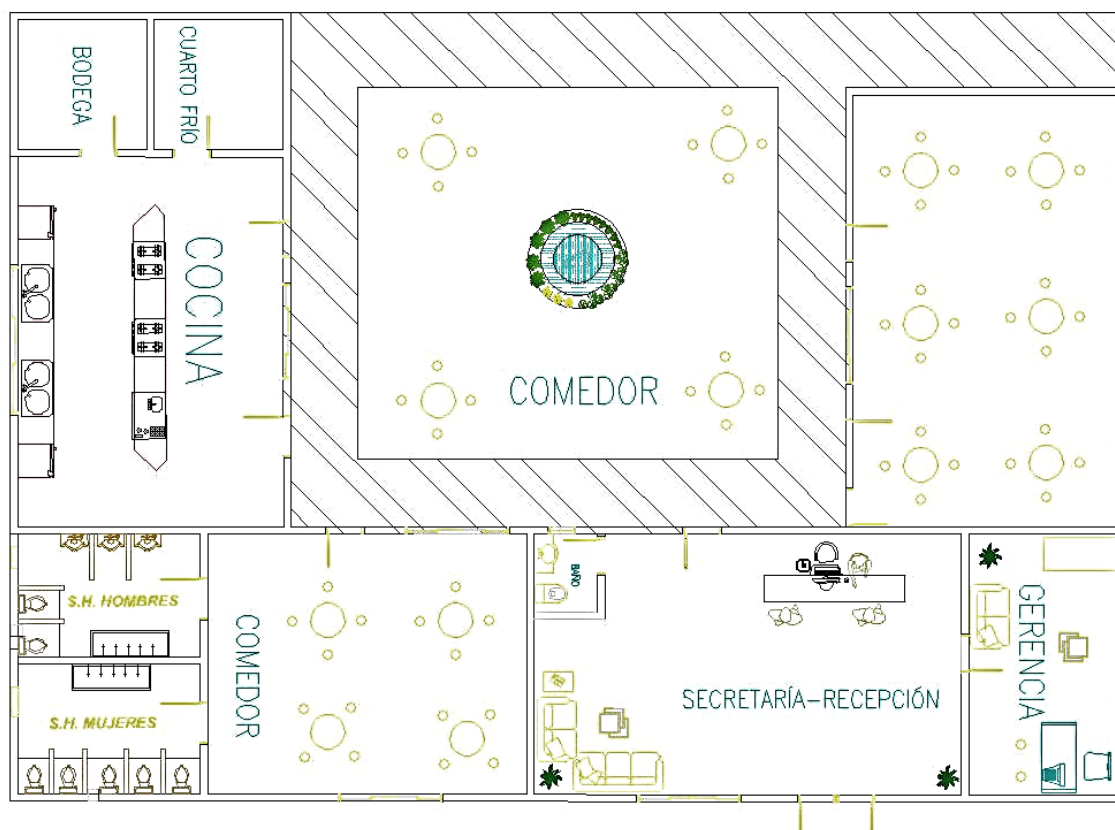 BODEGA
CUARTO FRÍO
COCINA
COMEDOR
S.H. HOMBRES
S.H. MUJERES
COMEDOR
BAÑO
SECRETARÍA-RECEPCIÓN
GERENCIA